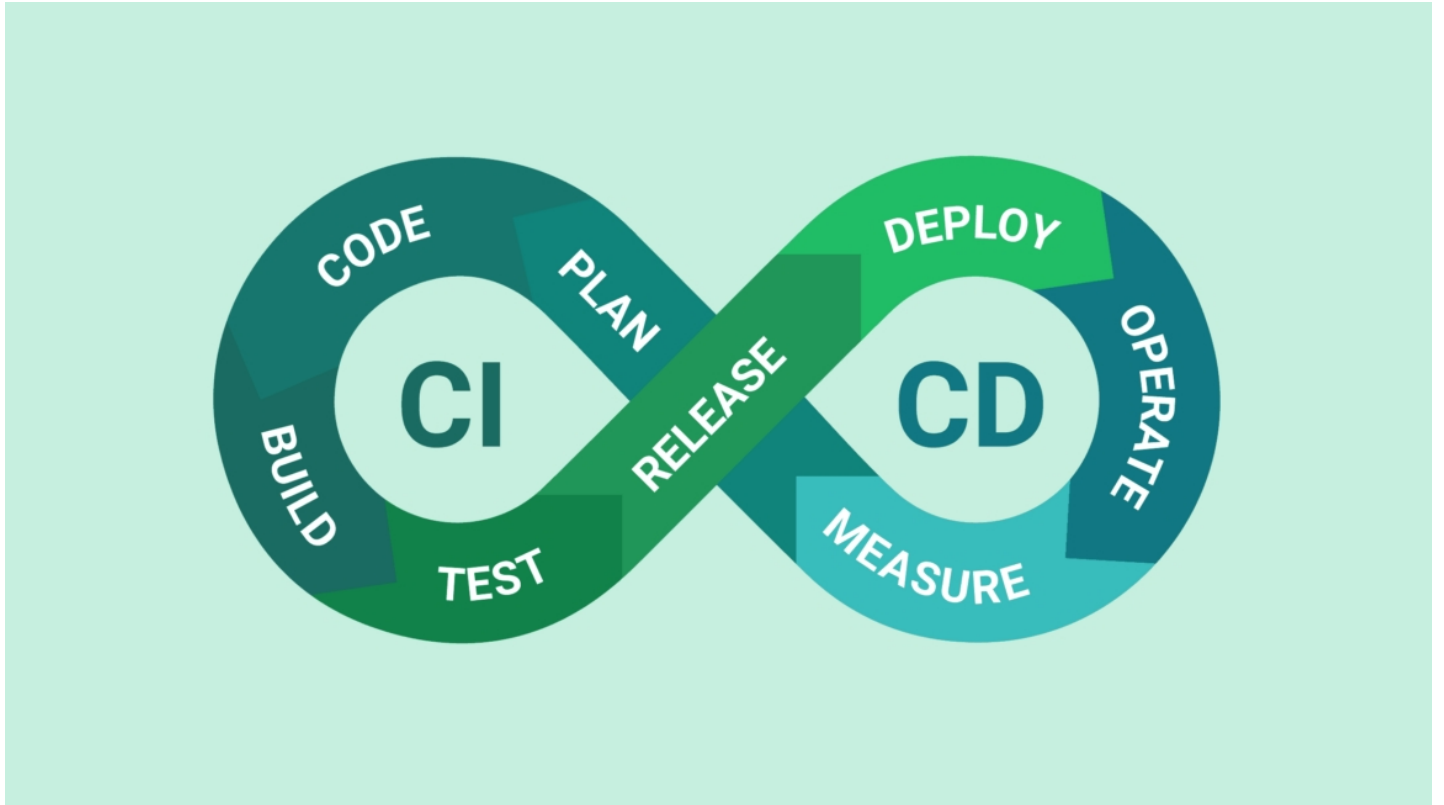 PLAN
CODE
BUILD
TEST
RELEASE
DEPLOY
OPERATE
MEASURE
CI
CD